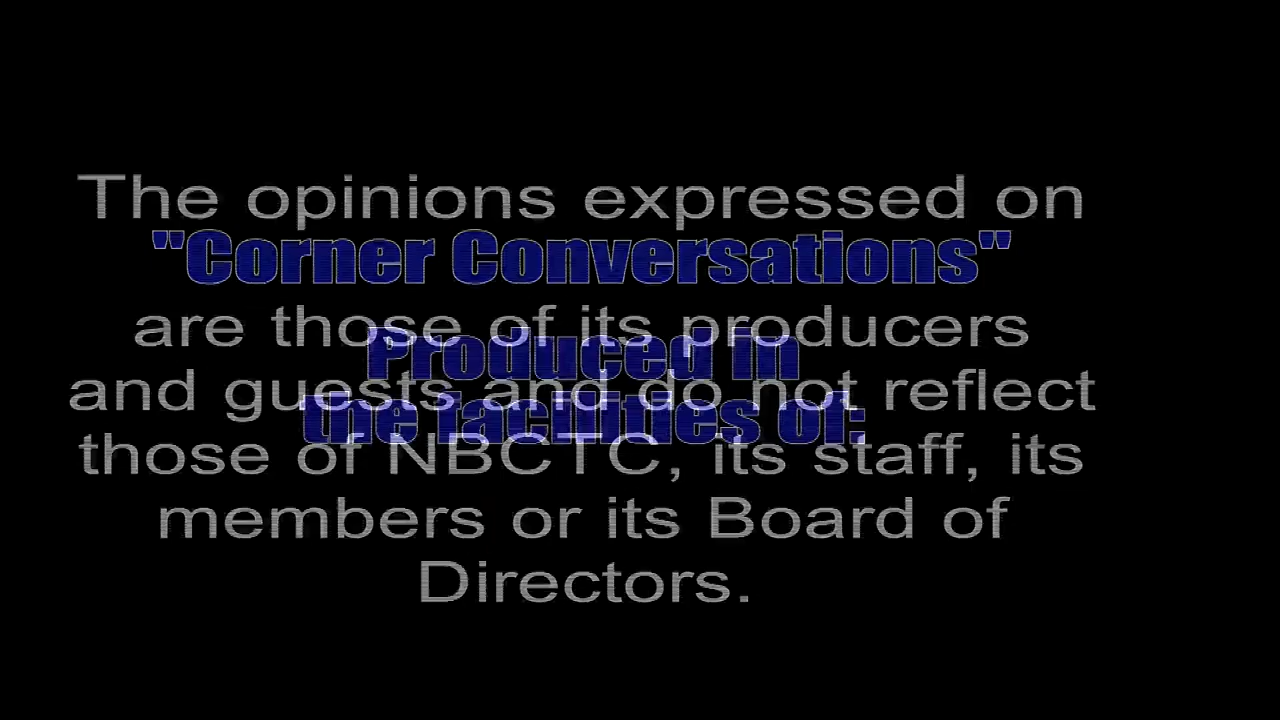 The opinions expressed on
"Corner Conversations"
are those of its producers
Produced In
and guests and do not reflect
the facilities of:
those of NBCTC, its staff, its
members or its Board of
Directors.